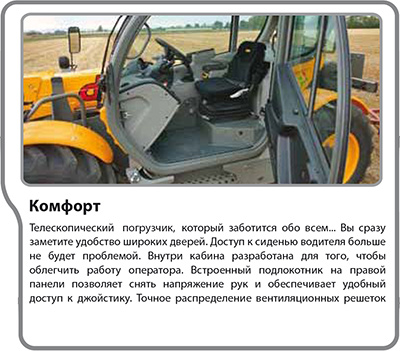 Комфорт
Телескопический погрузчик, который заботится обо всем... Вы сразу
заметите удобство широких дверей. Доступ к сиденью водителя больше
не будет проблемой. Внутри кабина разработана для того, чтобы
облегчить работу оператора. Встроенный подлокотник на правой
панели позволяет снять напряжение рук и обеспечивает удобный
доступ к джойстику. Точное распределение вентиляционных решеток